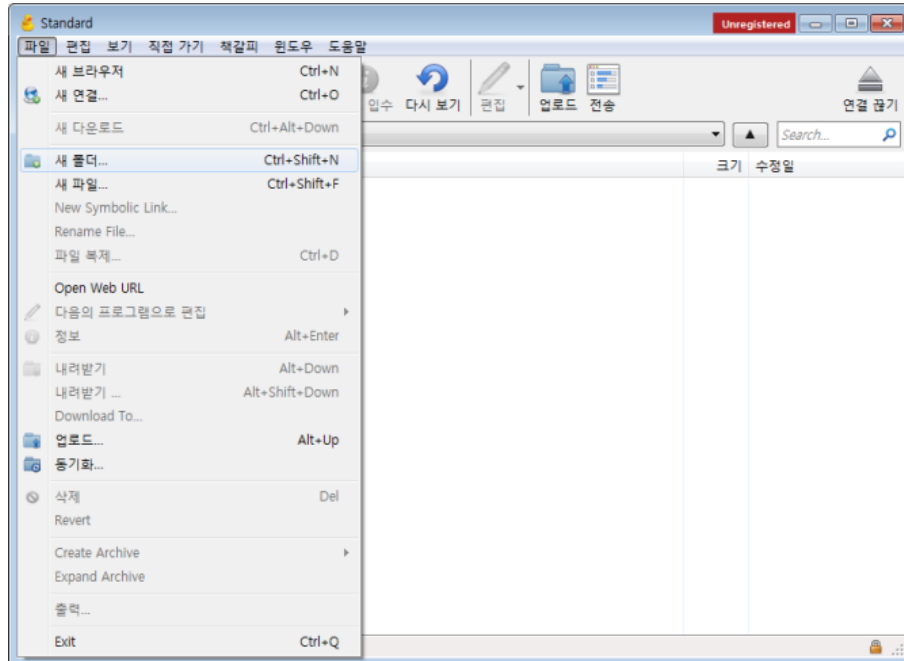 Standard
Unregistered
파일 편집 보기 직접 가기 책갈피 윈도우 도움말
새 브라우저 Ctrl+N
새 연결... Ctrl+O
입수 다시 보기 편집 업로드 전송 연결 끊기
새 다운로드 Ctrl+Alt+Down
Search...
새 폴더... Ctrl+Shift+N
크기 수정일
새 파일... Ctrl+Shift+F
New Symbolic Link...
Rename File...
파일 복제... Ctrl+D
Open Web URL
다음의 프로그램으로 편집
정보 Alt+Enter
내려받기 Alt+Down
내려받기 ... Alt+Shift+Down
Download To...
업로드... Alt+Up
동기화...
삭제 Del
Revert
Create Archive
Expand Archive
출력...
Exit Ctrl+Q